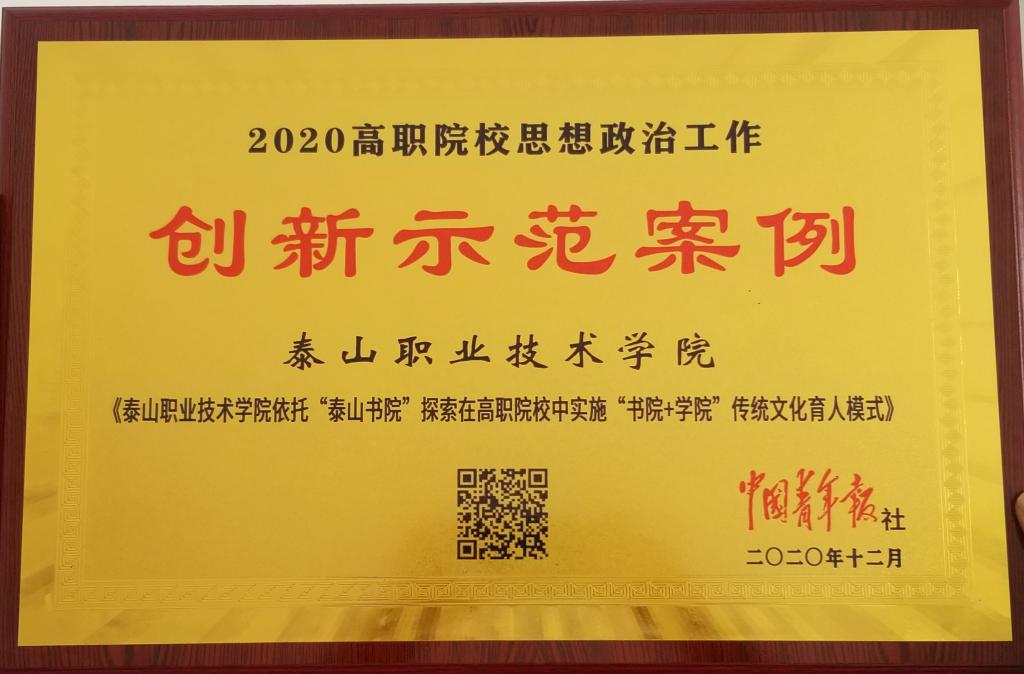 2020高职院校思想政治工作
创新示范案例
泰山职业技术学院
《泰山职业技术学院依托“泰山书院”探索在高职院校中实施“书院+学院”传统文化育人模式》
中国青年报社
二〇二〇年十二月